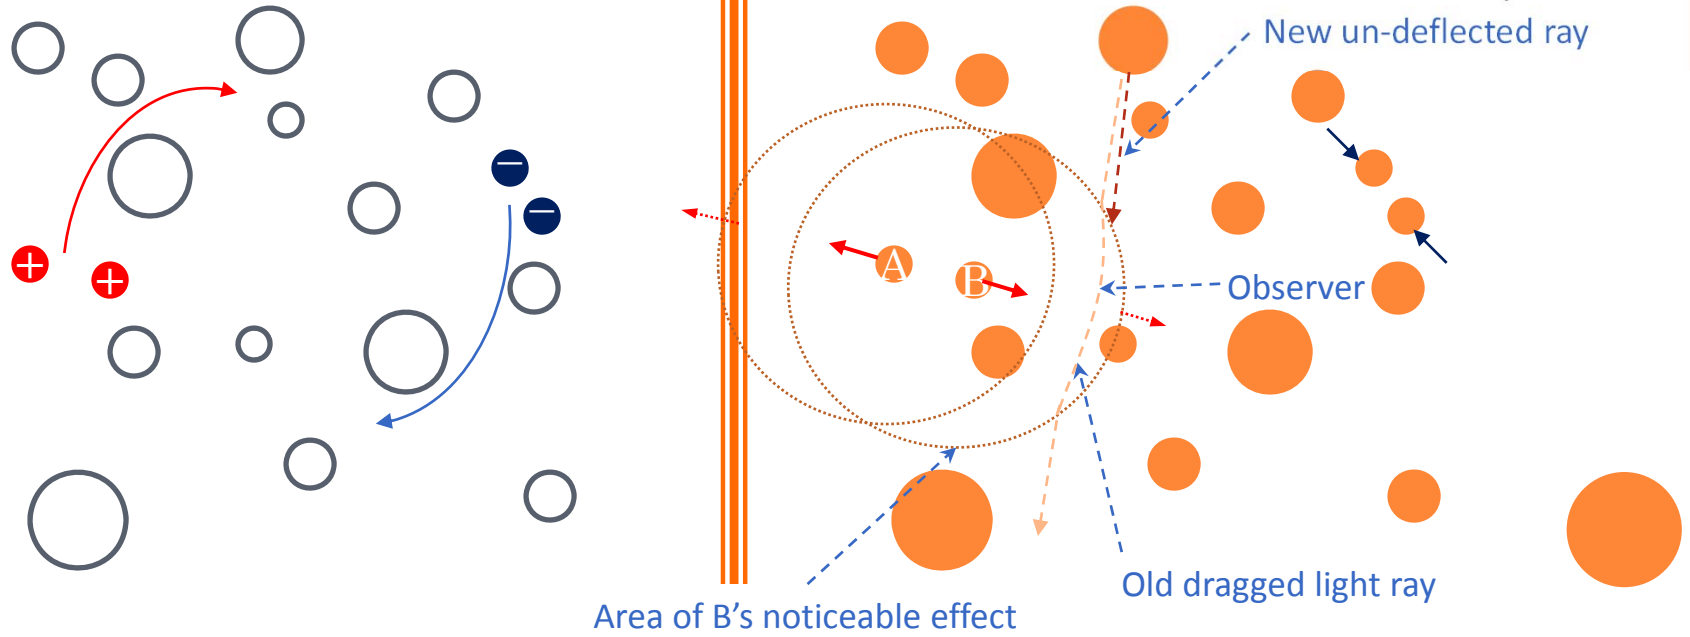 New un-deflected ray
−
−
+
+
A
B
Observer
Old dragged light ray
Area of B's noticeable effect